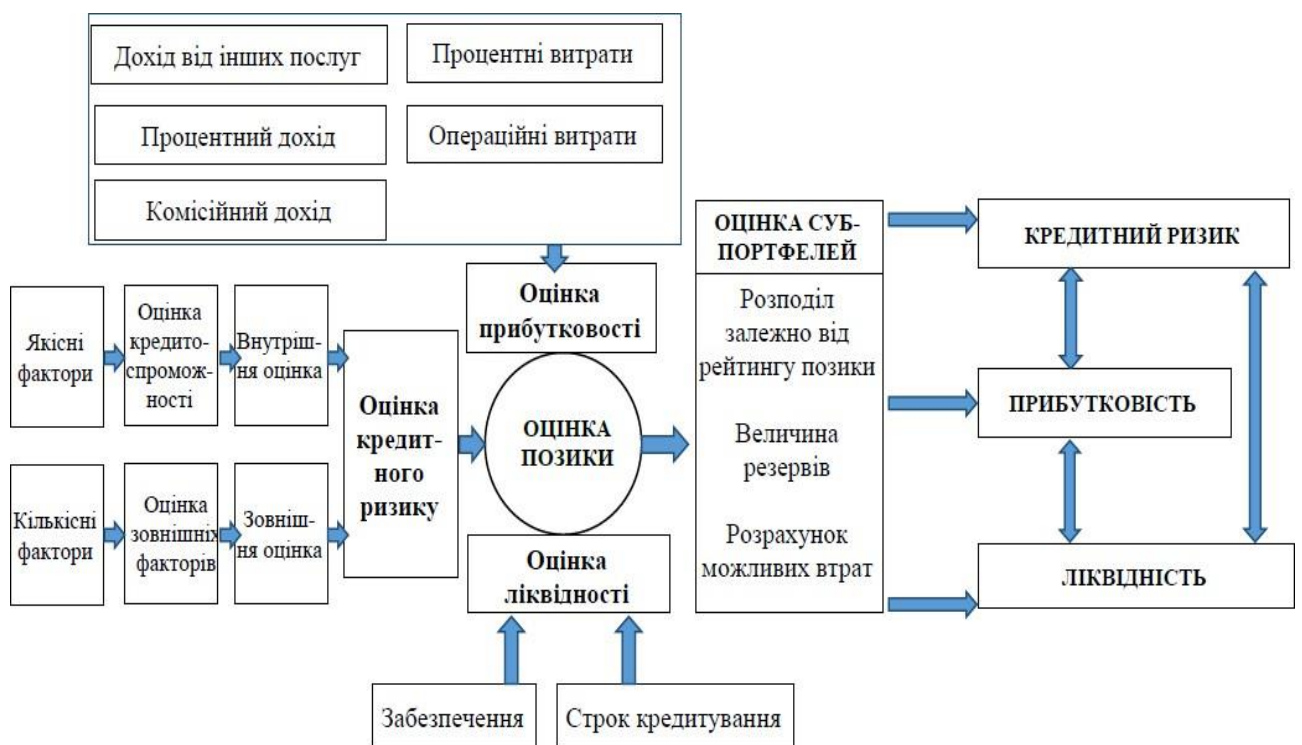 Дохід від інших послуг
Процентні витрати
Процентний дохід
Операційні витрати
Комісійний дохід
Оцінка
прибутковості
Якісні
фактори
Оцінка
кредито-
спромож-
ності
Внутріш-
ня оцінка
Кількісні
фактори
Оцінка
зовнішніх
факторів
Зовніш-
ня оцінка
Оцінка
кредит-
ного
ризику
ОЦІНКА
ПОЗИКИ
Оцінка
ліквідності
Забезпечення
Строк кредитування
ОЦІНКА СУБ-
ПОРТФЕЛЕЙ
Розподіл
залежно від
рейтингу позики
Величина
резервів
Розрахунок
можливих втрат
КРЕДИТНИЙ РИЗИК
ПРИБУТКОВІСТЬ
ЛІКВІДНІСТЬ